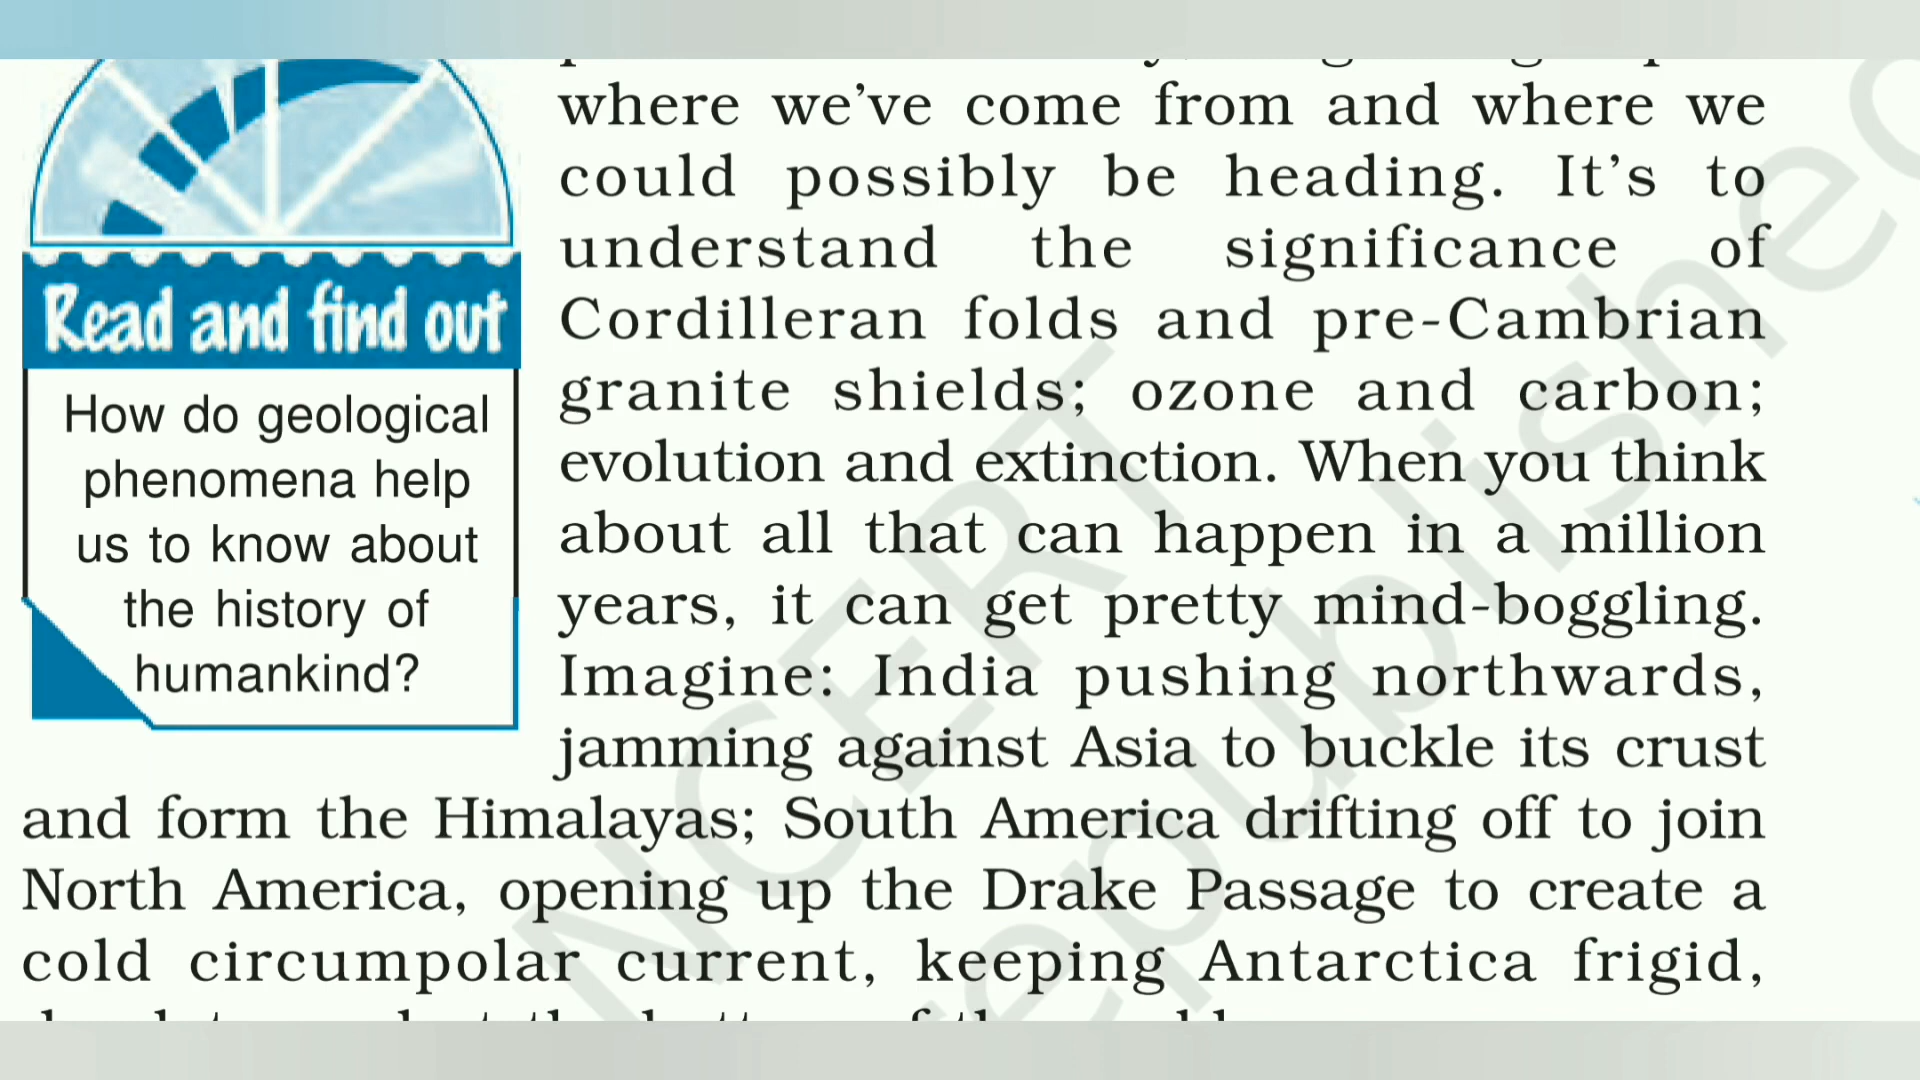 where we've come from and where we
could possibly be heading. It's to
understand the significance of
Cordilleran folds and pre-Cambrian
granite shields; ozone and carbon;
evolution and extinction. When you think
about all that can happen in a million
years, it can get pretty mind-boggling.
Imagine: India pushing northwards,
jamming against Asia to buckle its crust
and form the Himalayas; South America drifting off to join
North America, opening up the Drake Passage to create a
cold circumpolar current, keeping Antarctica frigid,
Read and find out
How do geological
phenomena help
us to know about
the history of
humankind?
NCERT
republished